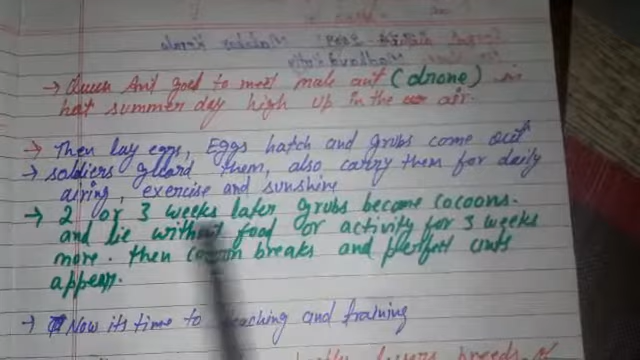 → Queen Ant goes to meet male ant (drone) in
hot summer day high up in the air.
→ Then lay eggs, Eggs hatch and grubs come out
→ soldiers guard them, also carry them for daily
airing, exercise and sunshine
→ 2 or 3 weeks later grubs become cocoons.
and lie without food or activity for 3 weeks
more. then cocoon breaks and perfect ants
appear.
→ Now its time to teaching and training